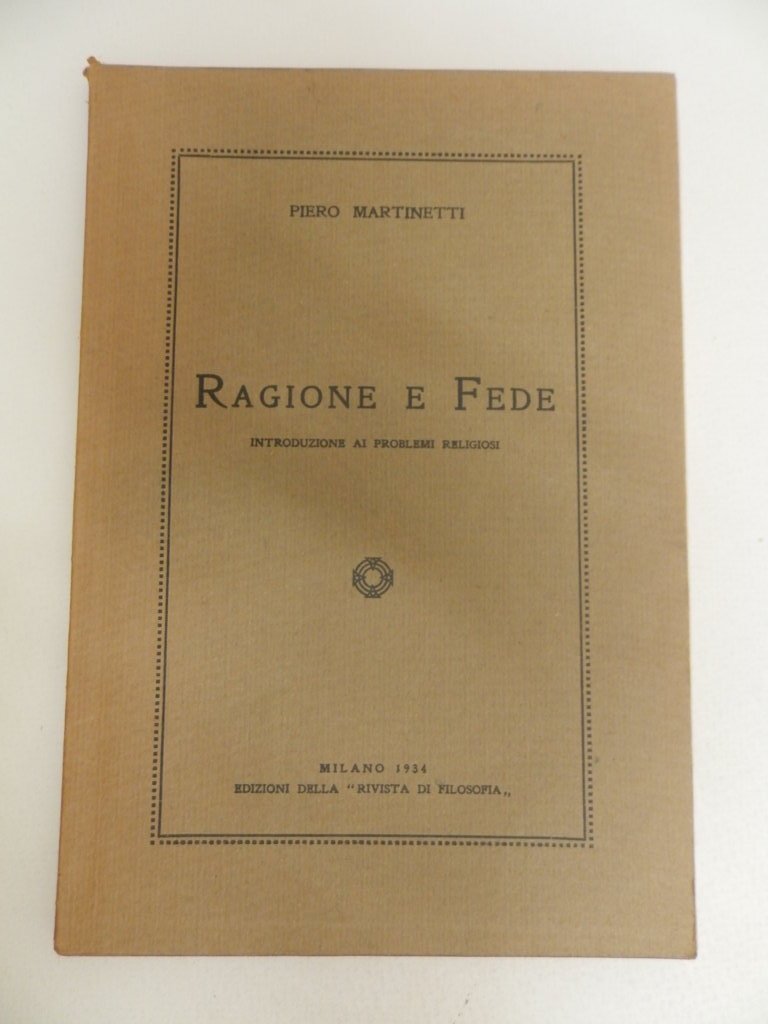 PIERO MARTINETTI
RAGIONE E FEDE
INTRODUZIONE AI PROBLEMI RELIGIOSI
MILANO 1934
EDIZIONI DELLA “RIVISTA DI FILOSOFIA„